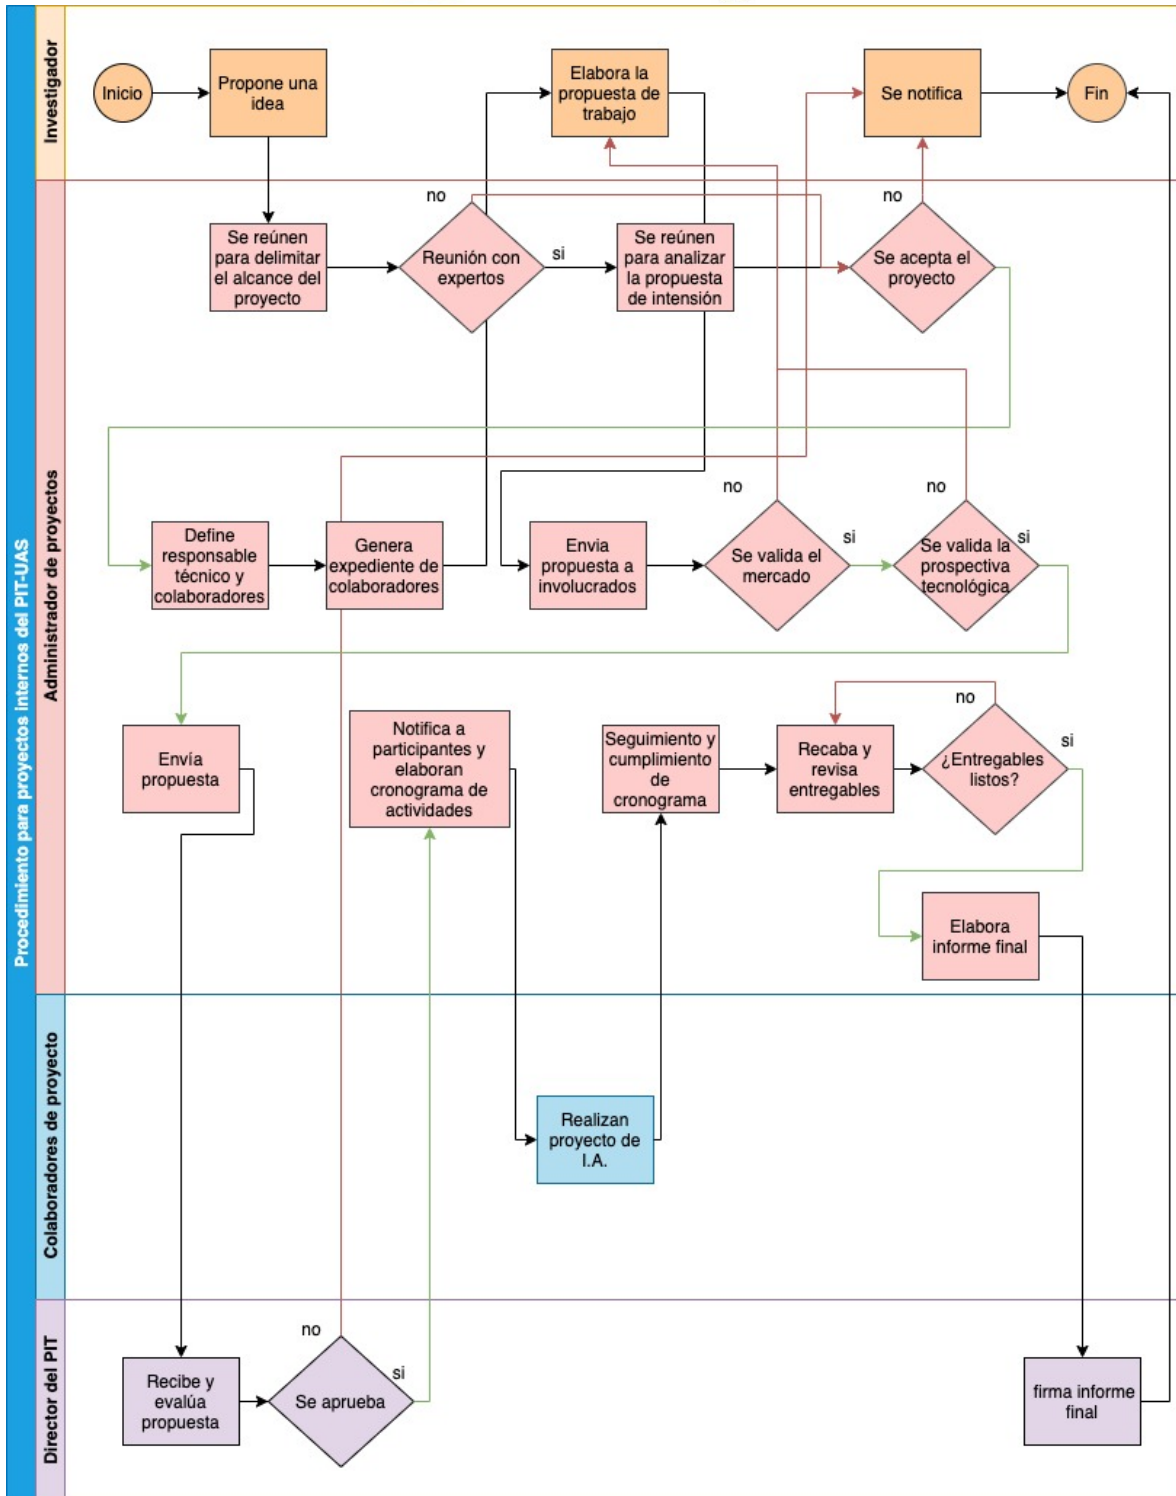 Procedimiento para proyectos internos del PIT-UAS
Investigador
Inicio
Propone una
idea
Elabora la
propuesta de
trabajo
Se notifica
Fin
Administrador de proyectos
Se reúnen
para delimitar
el alcance del
proyecto
no
Reunión con
expertos
si
Se reúnen
para analizar
la propuesta
de intensión
no
Se acepta el
proyecto
Define
responsable
técnico y
colaboradores
Genera
expediente de
colaboradores
Envia
propuesta a
involucrados
no
Se valida el
mercado
si
no
Se valida la
prospectiva
tecnológica
si
Envía
propuesta
Notifica a
participantes y
elaboran
cronograma de
actividades
Seguimiento y
cumplimiento
de
cronograma
Recaba y
revisa
entregables
no
¿Entregables
listos?
si
Elabora
informe final
Colaboradores de proyecto
Realizan
proyecto de
I.A.
Director del PIT
Recibe y
evalúa
propuesta
no
Se aprueba
si
firma informe
final